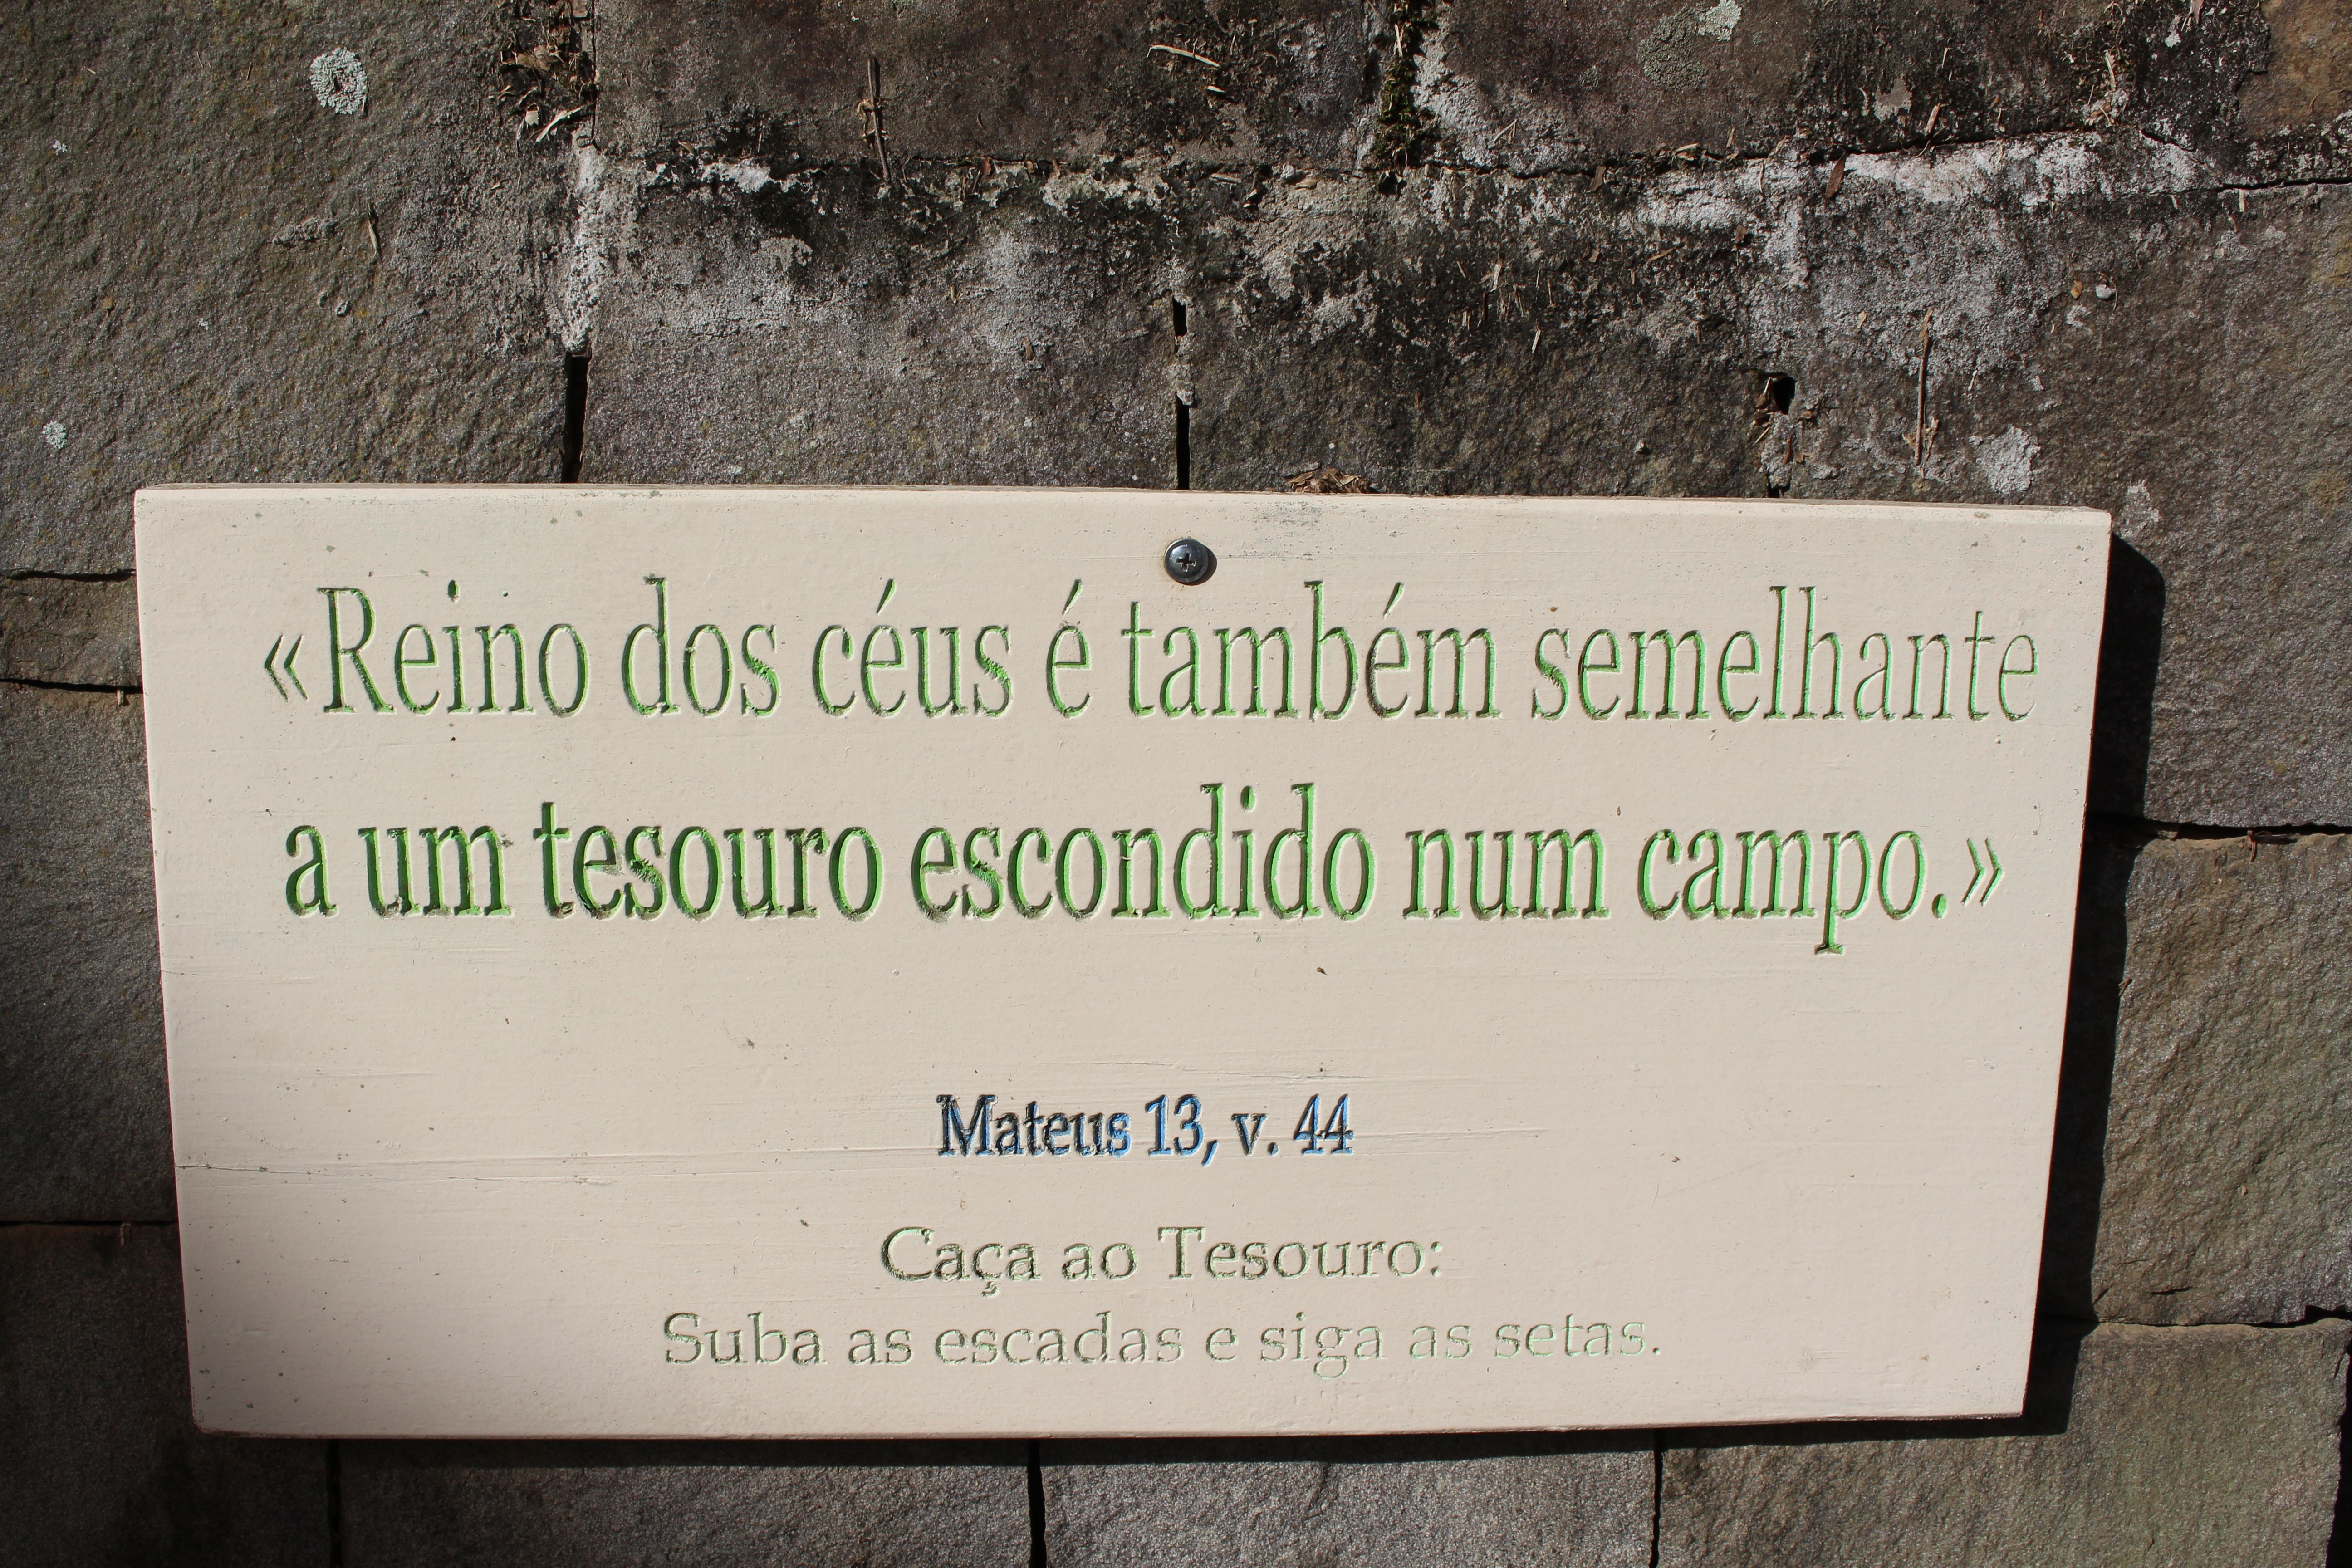 «Reino dos céus é também semelhante
a um tesouro escondido num campo.»
Mateus 13, v. 44
Caça ao Tesouro:
Suba as escadas e siga as setas.